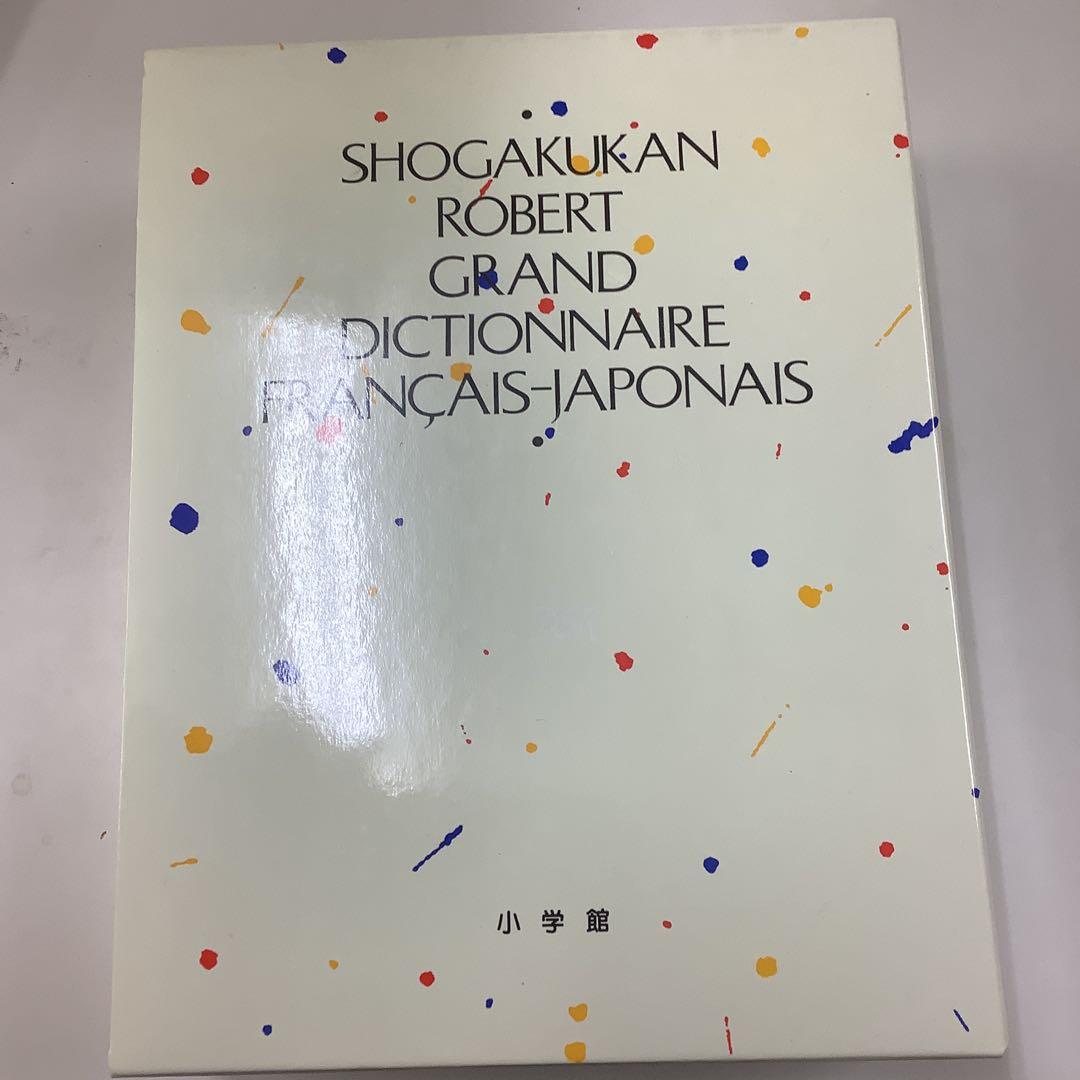 SHOGAKUKAN
ROBERT
GRAND
DICTIONNAIRE
FRANÇAIS-JAPONAIS
小学館